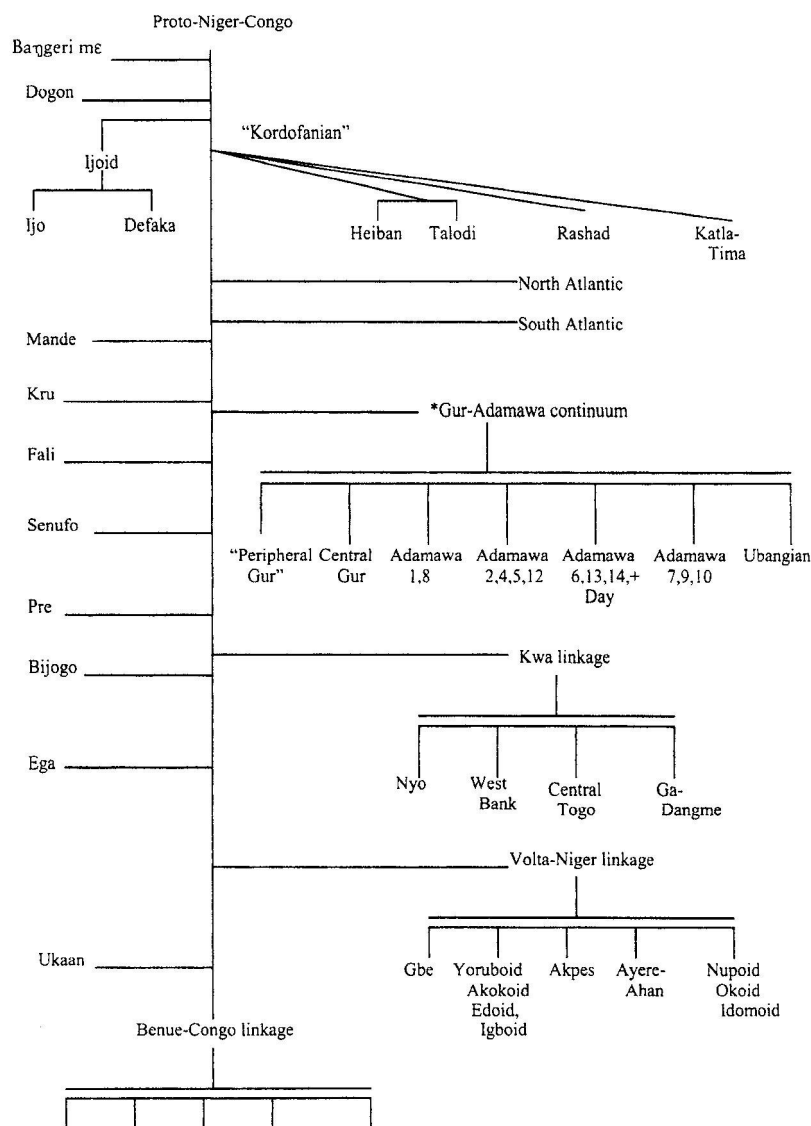 Proto-Niger-Congo
Baŋgeri mɛ
Dogon
"Kordofanian"
Ijoid
Ijo
Defaka
Heiban
Talodi
Rashad
Katla-
Tima
North Atlantic
South Atlantic
Mande
Kru
*Gur-Adamawa continuum
Fali
Senufo
"Peripheral
Gur"
Central
Gur
Adamawa
1,8
Adamawa
2,4,5,12
Adamawa
6,13,14,+
Day
Adamawa
7,9,10
Ubangian
Pre
Bijogo
Kwa linkage
Ega
Nyo
West
Bank
Central
Togo
Ga-
Dangme
Volta-Niger linkage
Ukaan
Gbe
Yoruboid
Akokoid
Edoid,
Igboid
Akpes
Ayere-
Ahan
Nupoid
Okoid
Idomoid
Benue-Congo linkage